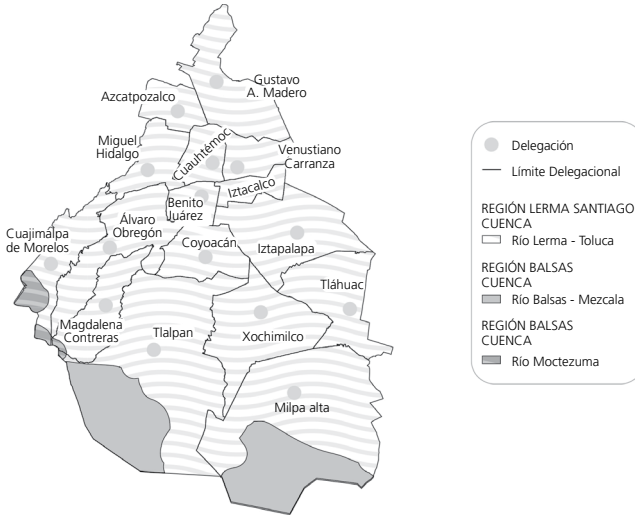 Gustavo
A. Madero
Azcatpozalco
Miguel
Hidalgo
Cuauhtémoc
Venustiano
Carranza
Iztacalco
Benito
Juárez
Álvaro
Obregón
Cuajimalpa
de Morelos
Coyoacán
Iztapalapa
Tláhuac
Magdalena
Contreras
Tlalpan
Xochimilco
Milpa alta
Delegación
Límite Delegacional
REGIÓN LERMA SANTIAGO
CUENCA
Río Lerma - Toluca
REGIÓN BALSAS
CUENCA
Río Balsas - Mezcala
REGIÓN BALSAS
CUENCA
Río Moctezuma